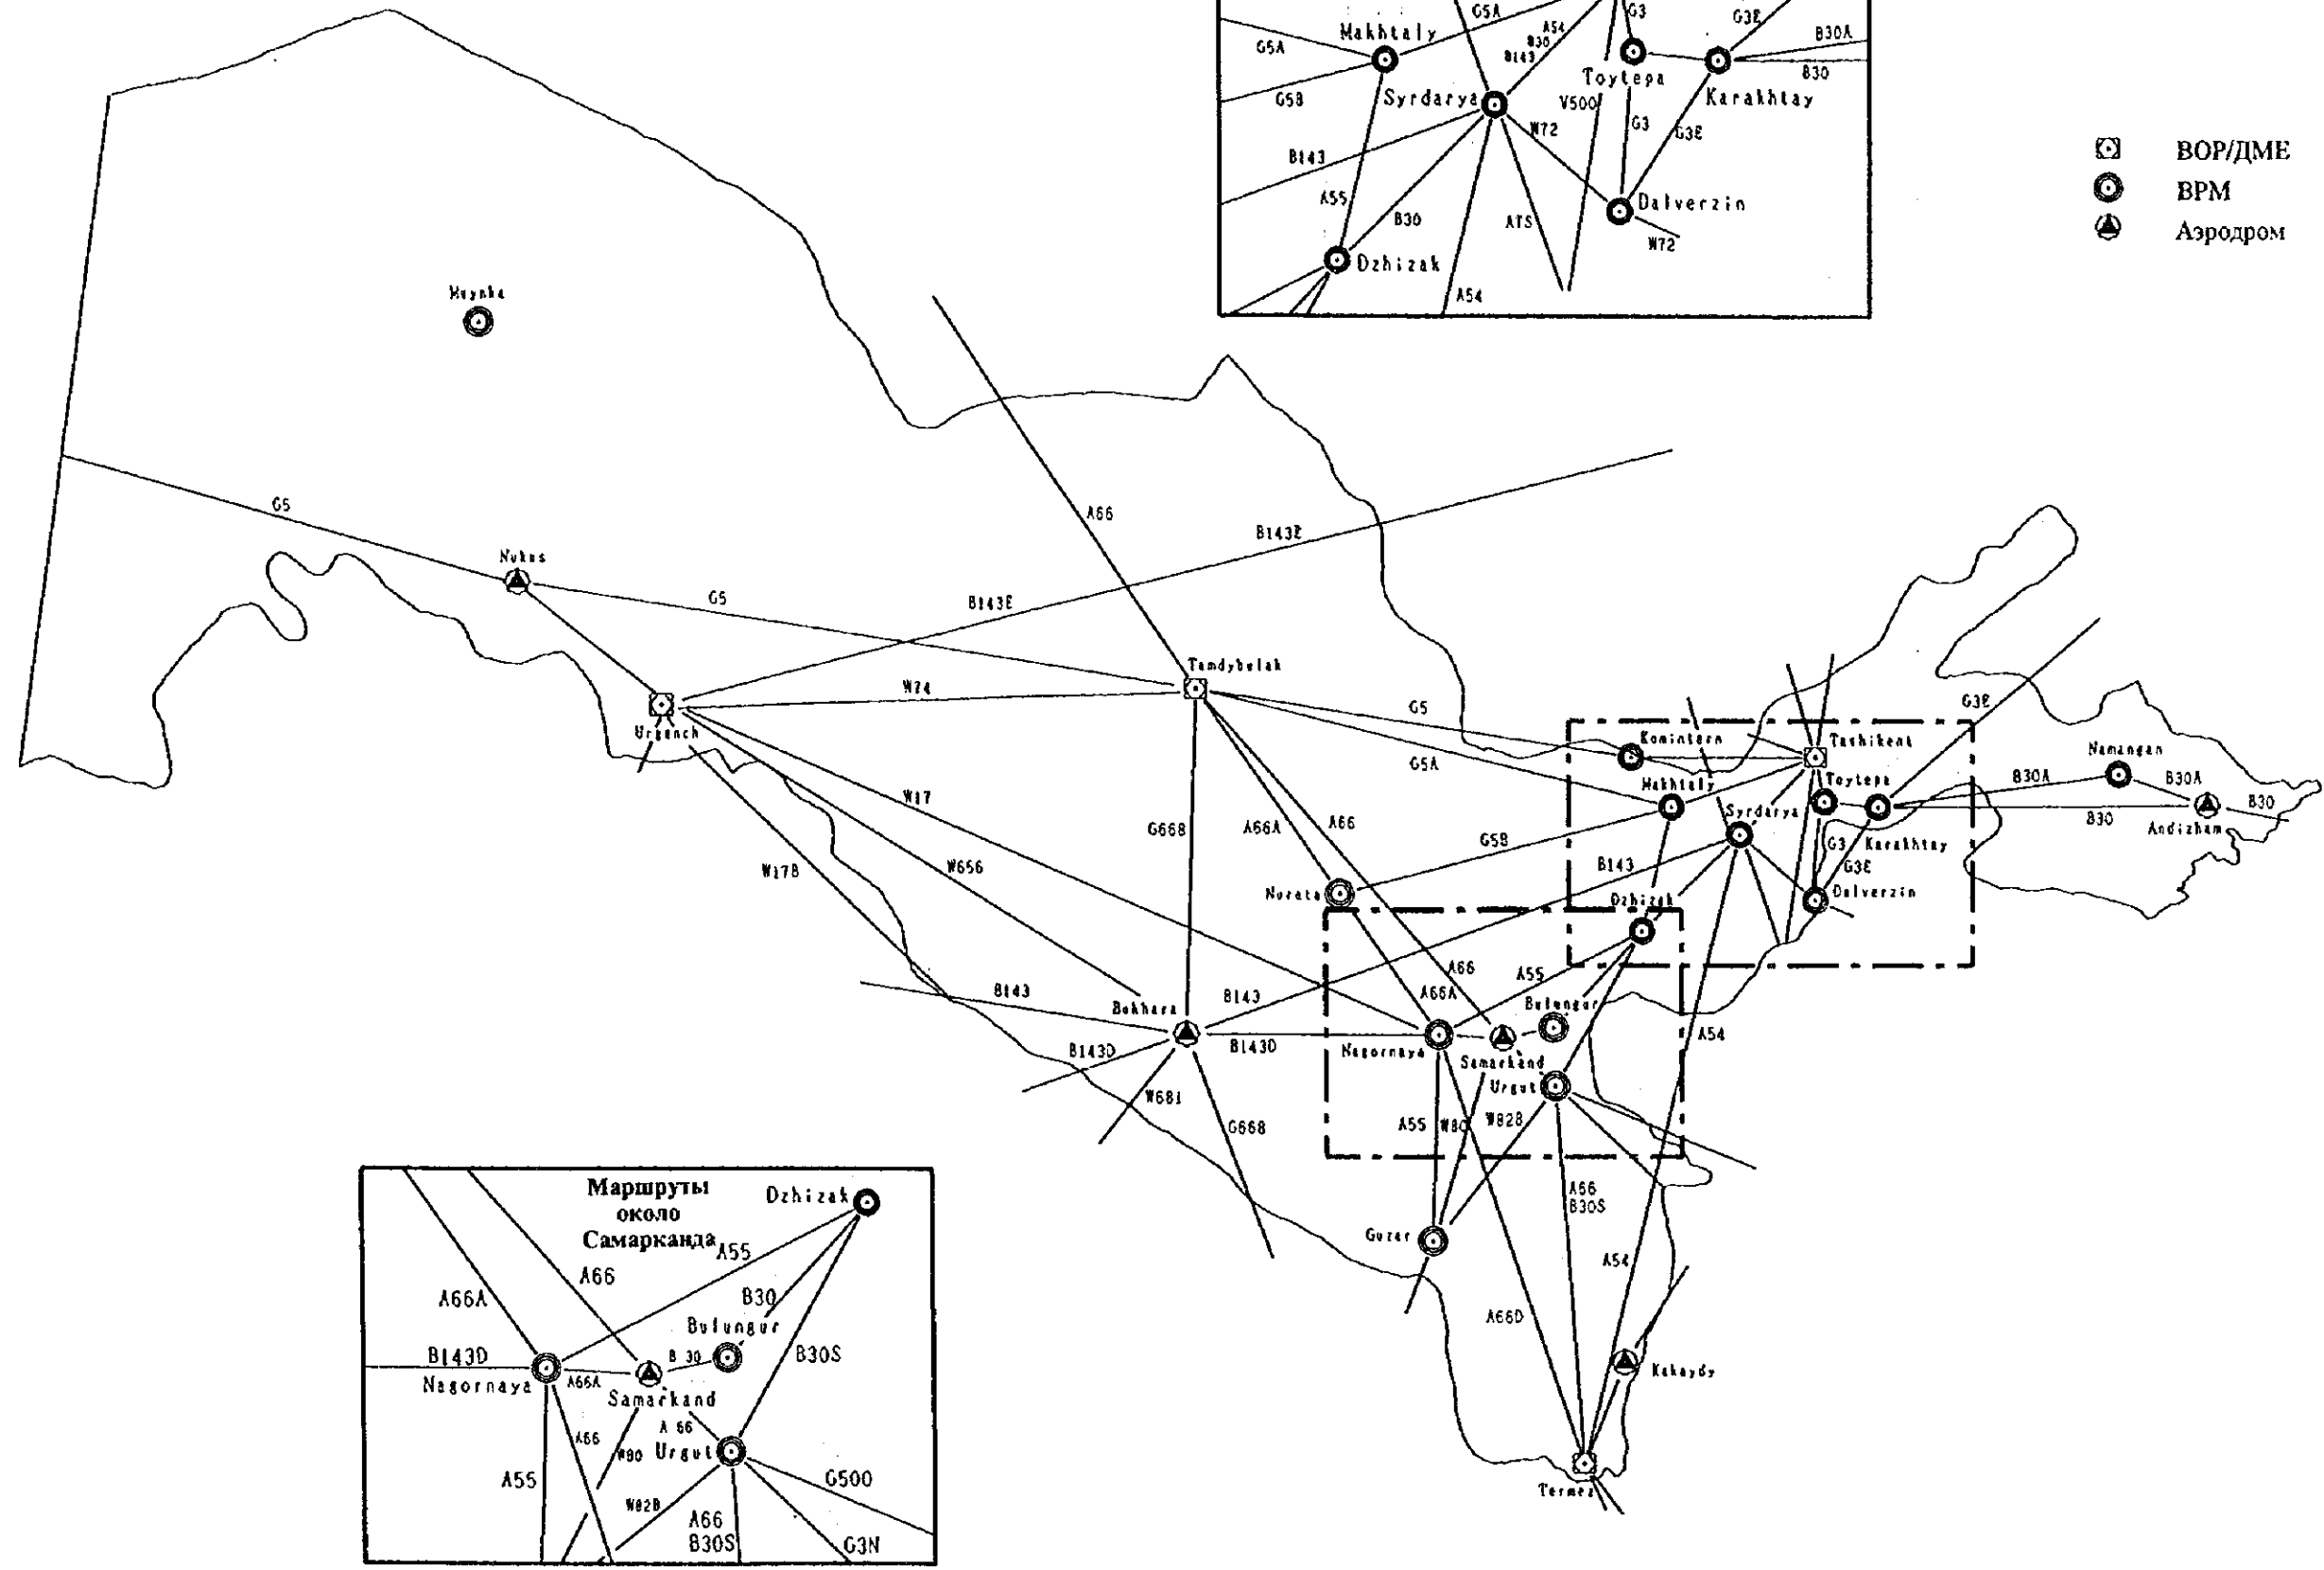 G5A
G3
G3E
Makhtaly
A54
B30
B143
B30A
G5A
Toytepa
B30
G5B
Syrdarya
V500
Karakhtay
W72
G3
G3E
B143
A55
B30
ATS
Dalverzin
W72
Dzhizak
A54
ВОР/ДМЕ
ВРМ
Аэродром
Muynka
G5
A66
B143E
Nukus
G5
B143E
Tamdybulak
W74
Urgench
G5
G3E
Komintern
Tashkent
Namangan
G5A
Makhtaly
Toytepa
B30A
B30A
W17
Syrdarya
B30
G668
A66A
A66
B30
Andizham
G5B
G3
Karakhtay
W17B
W656
B143
G3E
Nurata
Dzhizak
Dalverzin
A66
A55
B143
B143
A66A
Bulungur
Bukhara
A54
B143D
B143D
Nagornaya
Samarkand
Urgut
W681
G668
A55
W80
W82B
A66
B30S
Guzar
A54
A66D
Kakaydy
Termez
Маршруты
около
Самарканда
Dzhizak
A55
A66
A66A
B30
Bulungur
B143D
B 30
B30S
Nagornaya
A66A
Samarkand
A 66
A66
W80
Urgut
A55
G500
W82B
A66
B30S
G3N